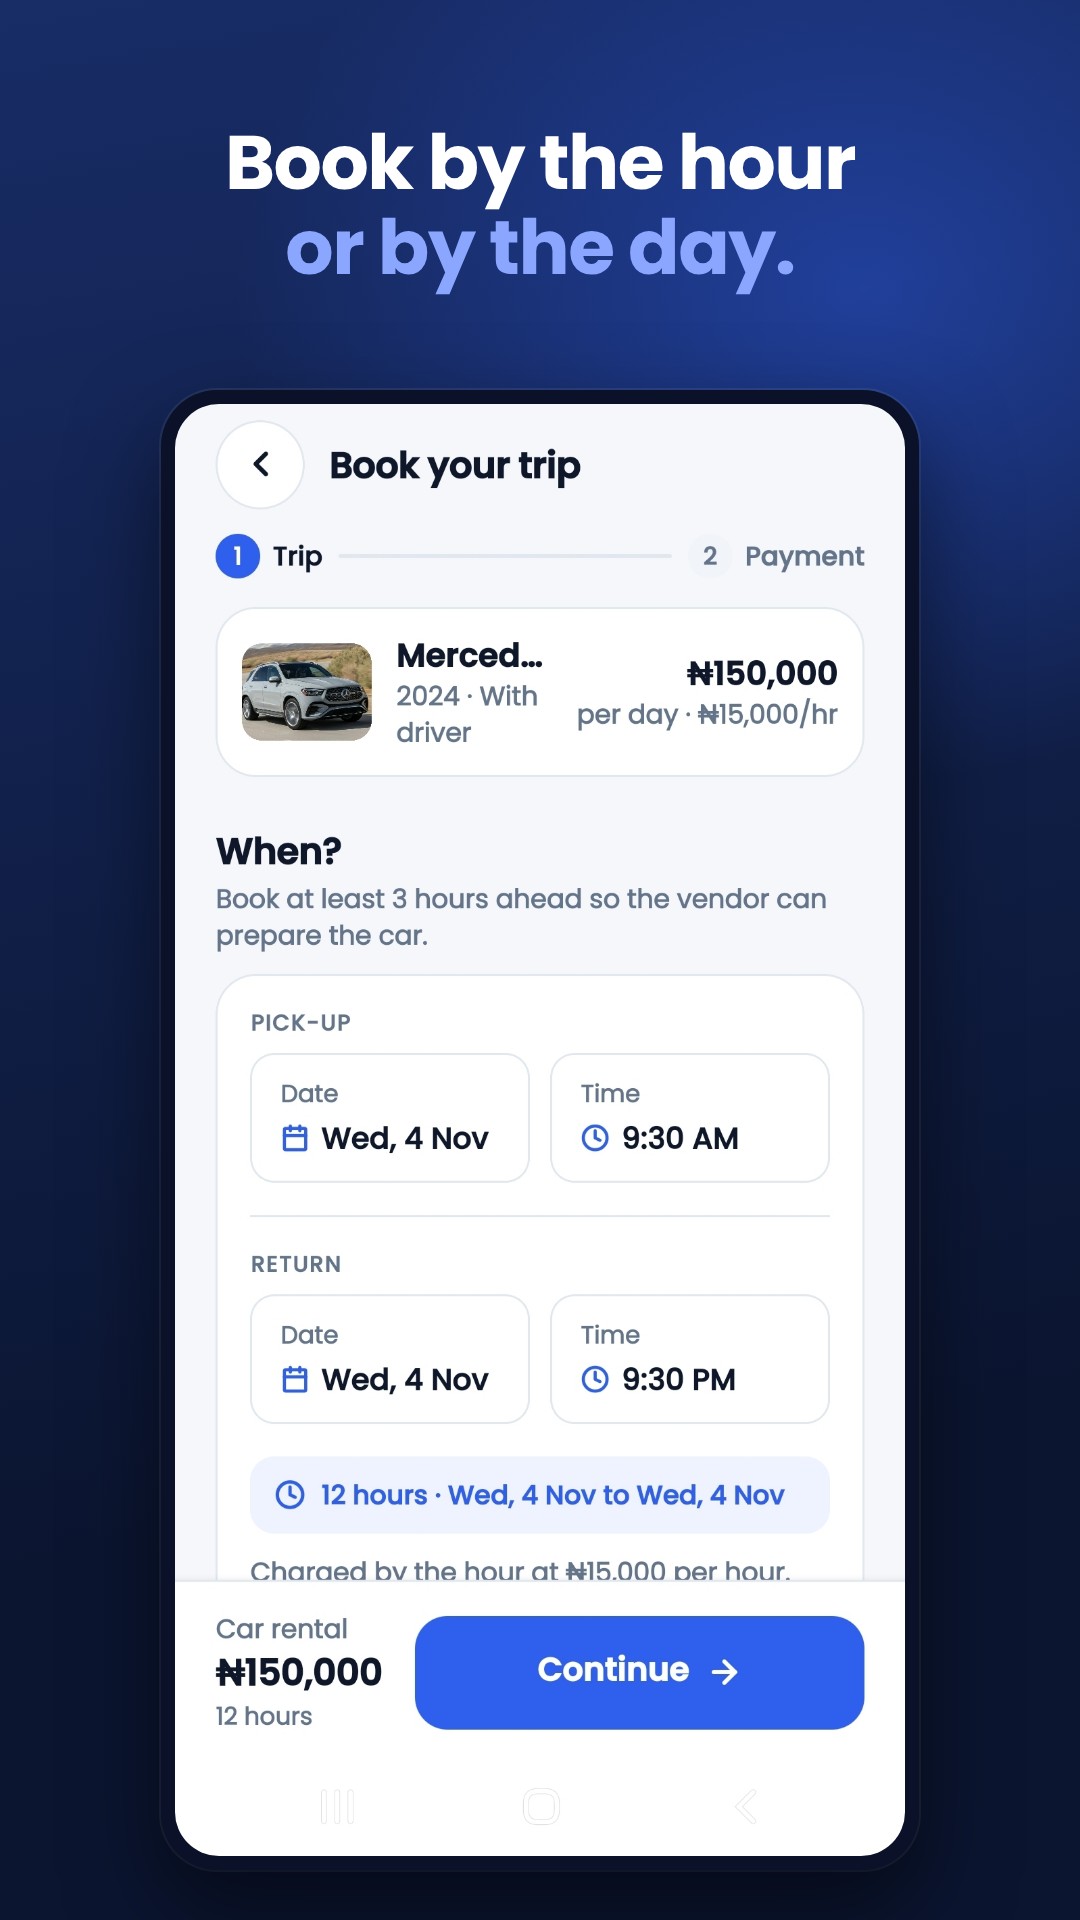 Book by the hour
or by the day.
Book your trip
1 Trip 2 Payment
Merced...
2024 · With
driver
₦150,000
per day · ₦15,000/hr
When?
Book at least 3 hours ahead so the vendor can
prepare the car.
PICK-UP
Date
Wed, 4 Nov
Time
9:30 AM
RETURN
Date
Wed, 4 Nov
Time
9:30 PM
12 hours · Wed, 4 Nov to Wed, 4 Nov
Charged by the hour at ₦15,000 per hour.
Car rental
₦150,000
12 hours
Continue